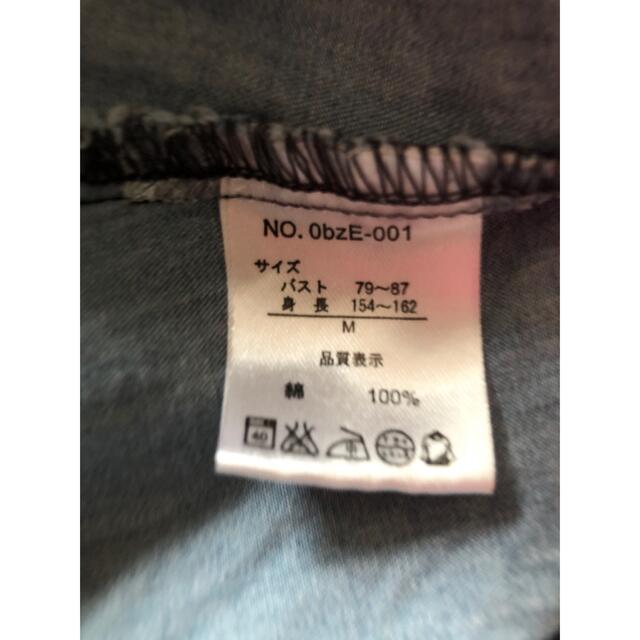 NO. 0bzE-001
サイズ
バスト 79～87
身長 154～162
M
品質表示
綿 100%
40
中